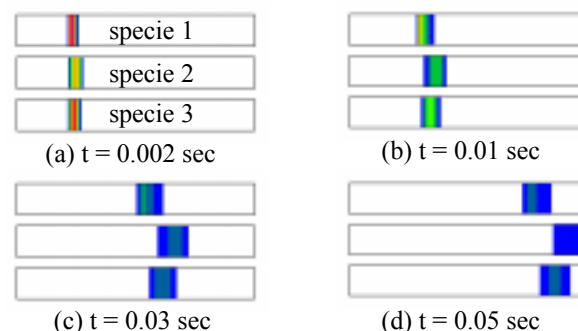 specie 1
specie 2
specie 3
(a) t = 0.002 sec
(b) t = 0.01 sec
(c) t = 0.03 sec
(d) t = 0.05 sec